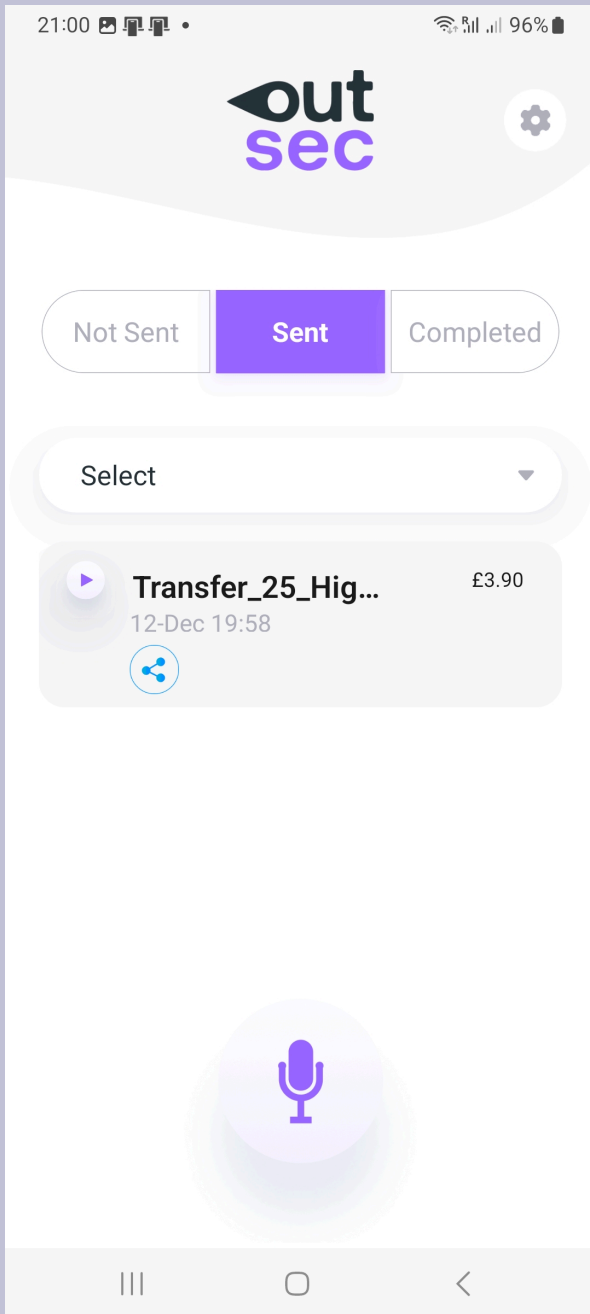 21:00 R 96%
out
sec
Not Sent Sent Completed
Select
Transfer_25_Hig... £3.90
12-Dec 19:58